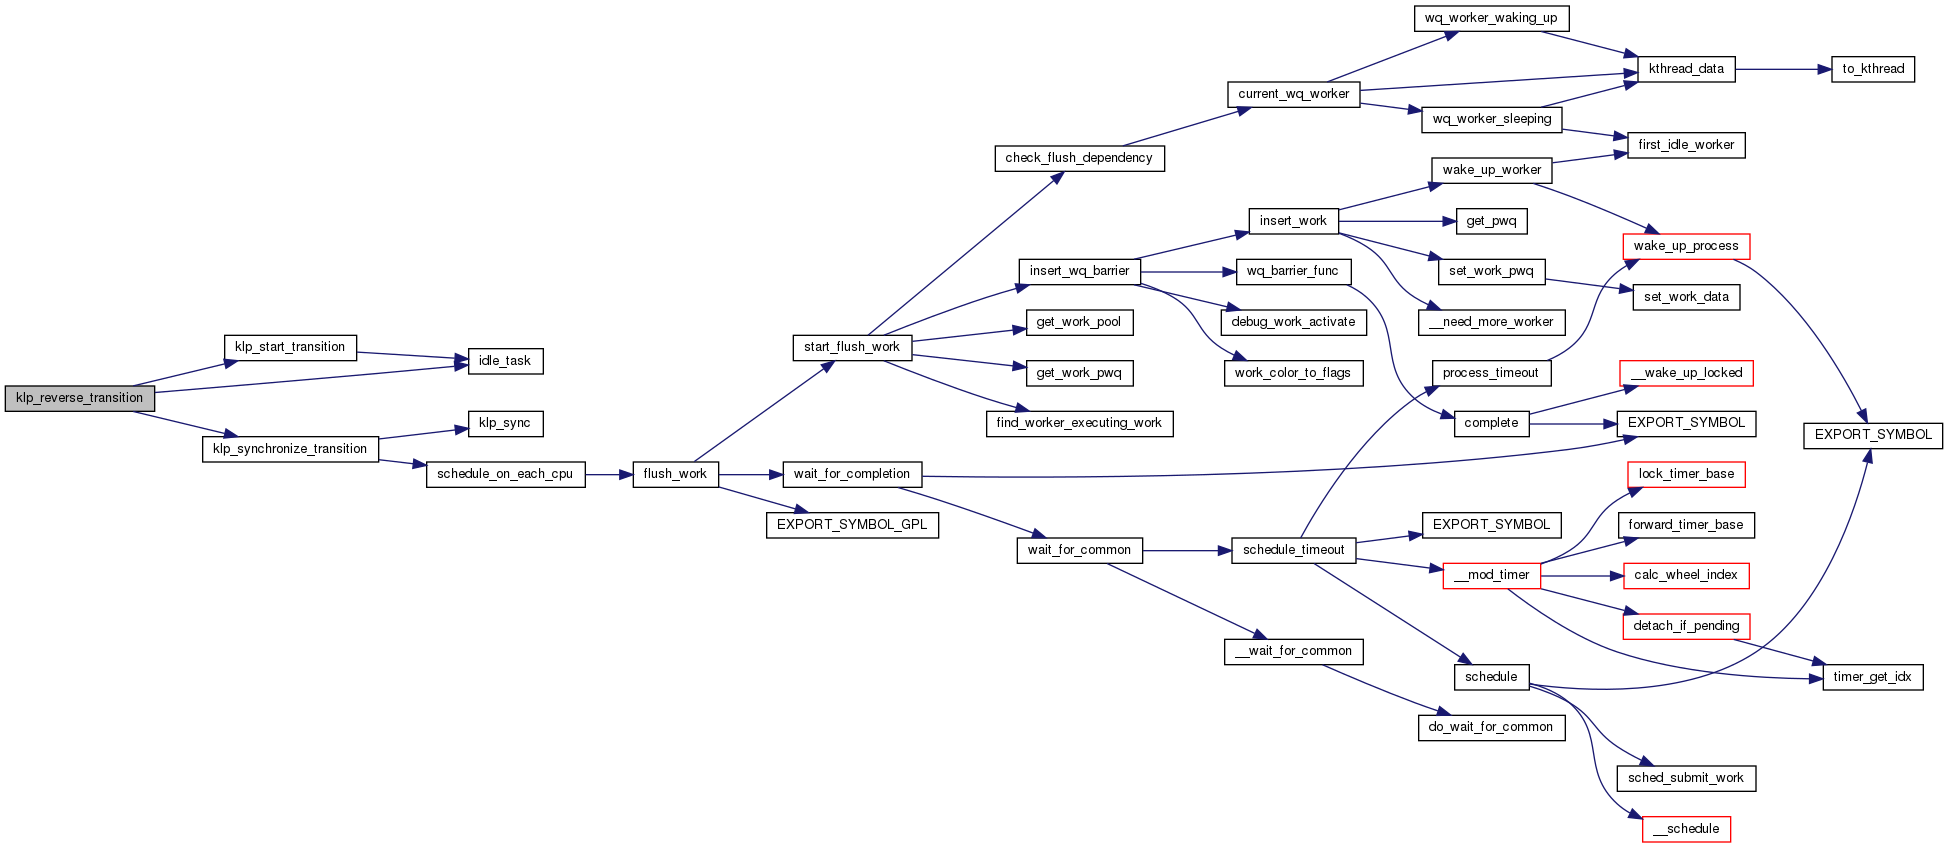 klp_reverse_transition
klp_start_transition
klp_synchronize_transition
idle_task
klp_sync
schedule_on_each_cpu
flush_work
start_flush_work
wait_for_completion
EXPORT_SYMBOL_GPL
check_flush_dependency
insert_wq_barrier
get_work_pool
get_work_pwq
find_worker_executing_work
wait_for_common
current_wq_worker
insert_work
wq_barrier_func
debug_work_activate
work_color_to_flags
schedule_timeout
__wait_for_common
wq_worker_waking_up
wq_worker_sleeping
wake_up_worker
get_pwq
set_work_pwq
__need_more_worker
process_timeout
complete
EXPORT_SYMBOL
__mod_timer
schedule
do_wait_for_common
kthread_data
first_idle_worker
wake_up_process
set_work_data
__wake_up_locked
EXPORT_SYMBOL
lock_timer_base
forward_timer_base
calc_wheel_index
detach_if_pending
sched_submit_work
__schedule
to_kthread
EXPORT_SYMBOL
timer_get_idx